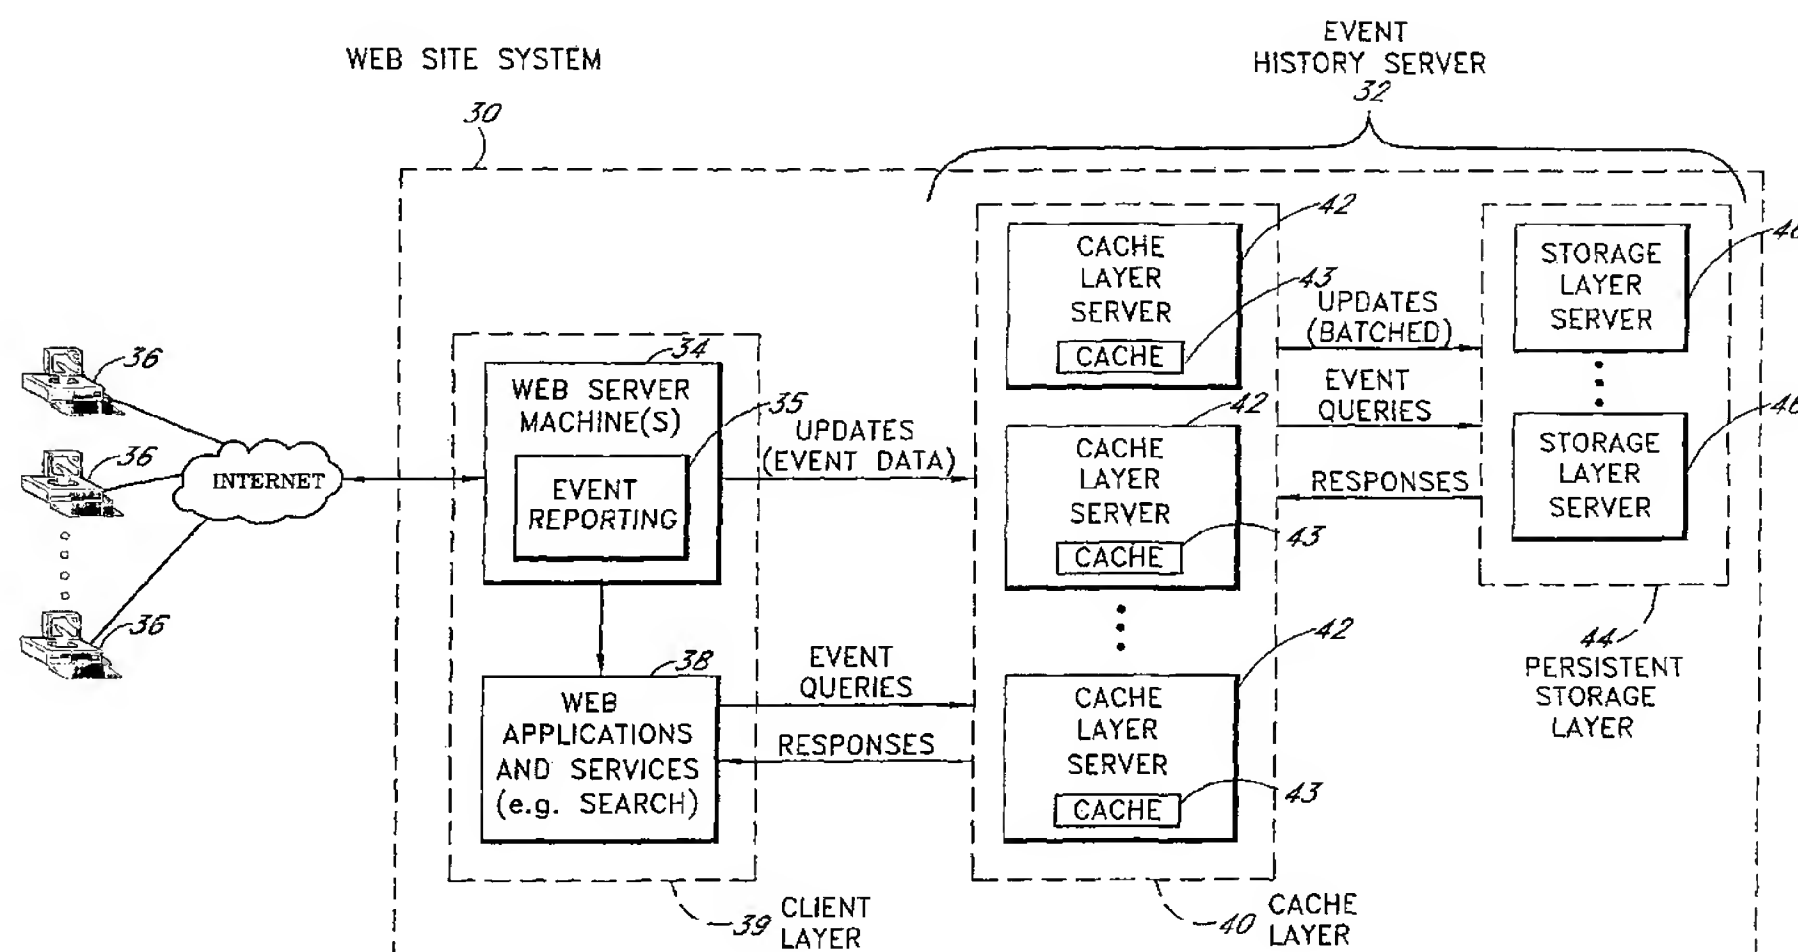 WEB SITE SYSTEM
30
EVENT
HISTORY SERVER
32
36
36
36
INTERNET
34
WEB SERVER
MACHINE(S)
35
EVENT
REPORTING
38
WEB
APPLICATIONS
AND SERVICES
(e.g. SEARCH)
39
CLIENT
LAYER
UPDATES
(EVENT DATA)
EVENT
QUERIES
RESPONSES
42
CACHE
LAYER
SERVER
43
CACHE
42
CACHE
LAYER
SERVER
43
CACHE
42
CACHE
LAYER
SERVER
43
CACHE
40
CACHE
LAYER
UPDATES
(BATCHED)
EVENT
QUERIES
RESPONSES
STORAGE
LAYER
SERVER
STORAGE
LAYER
SERVER
44
PERSISTENT
STORAGE
LAYER